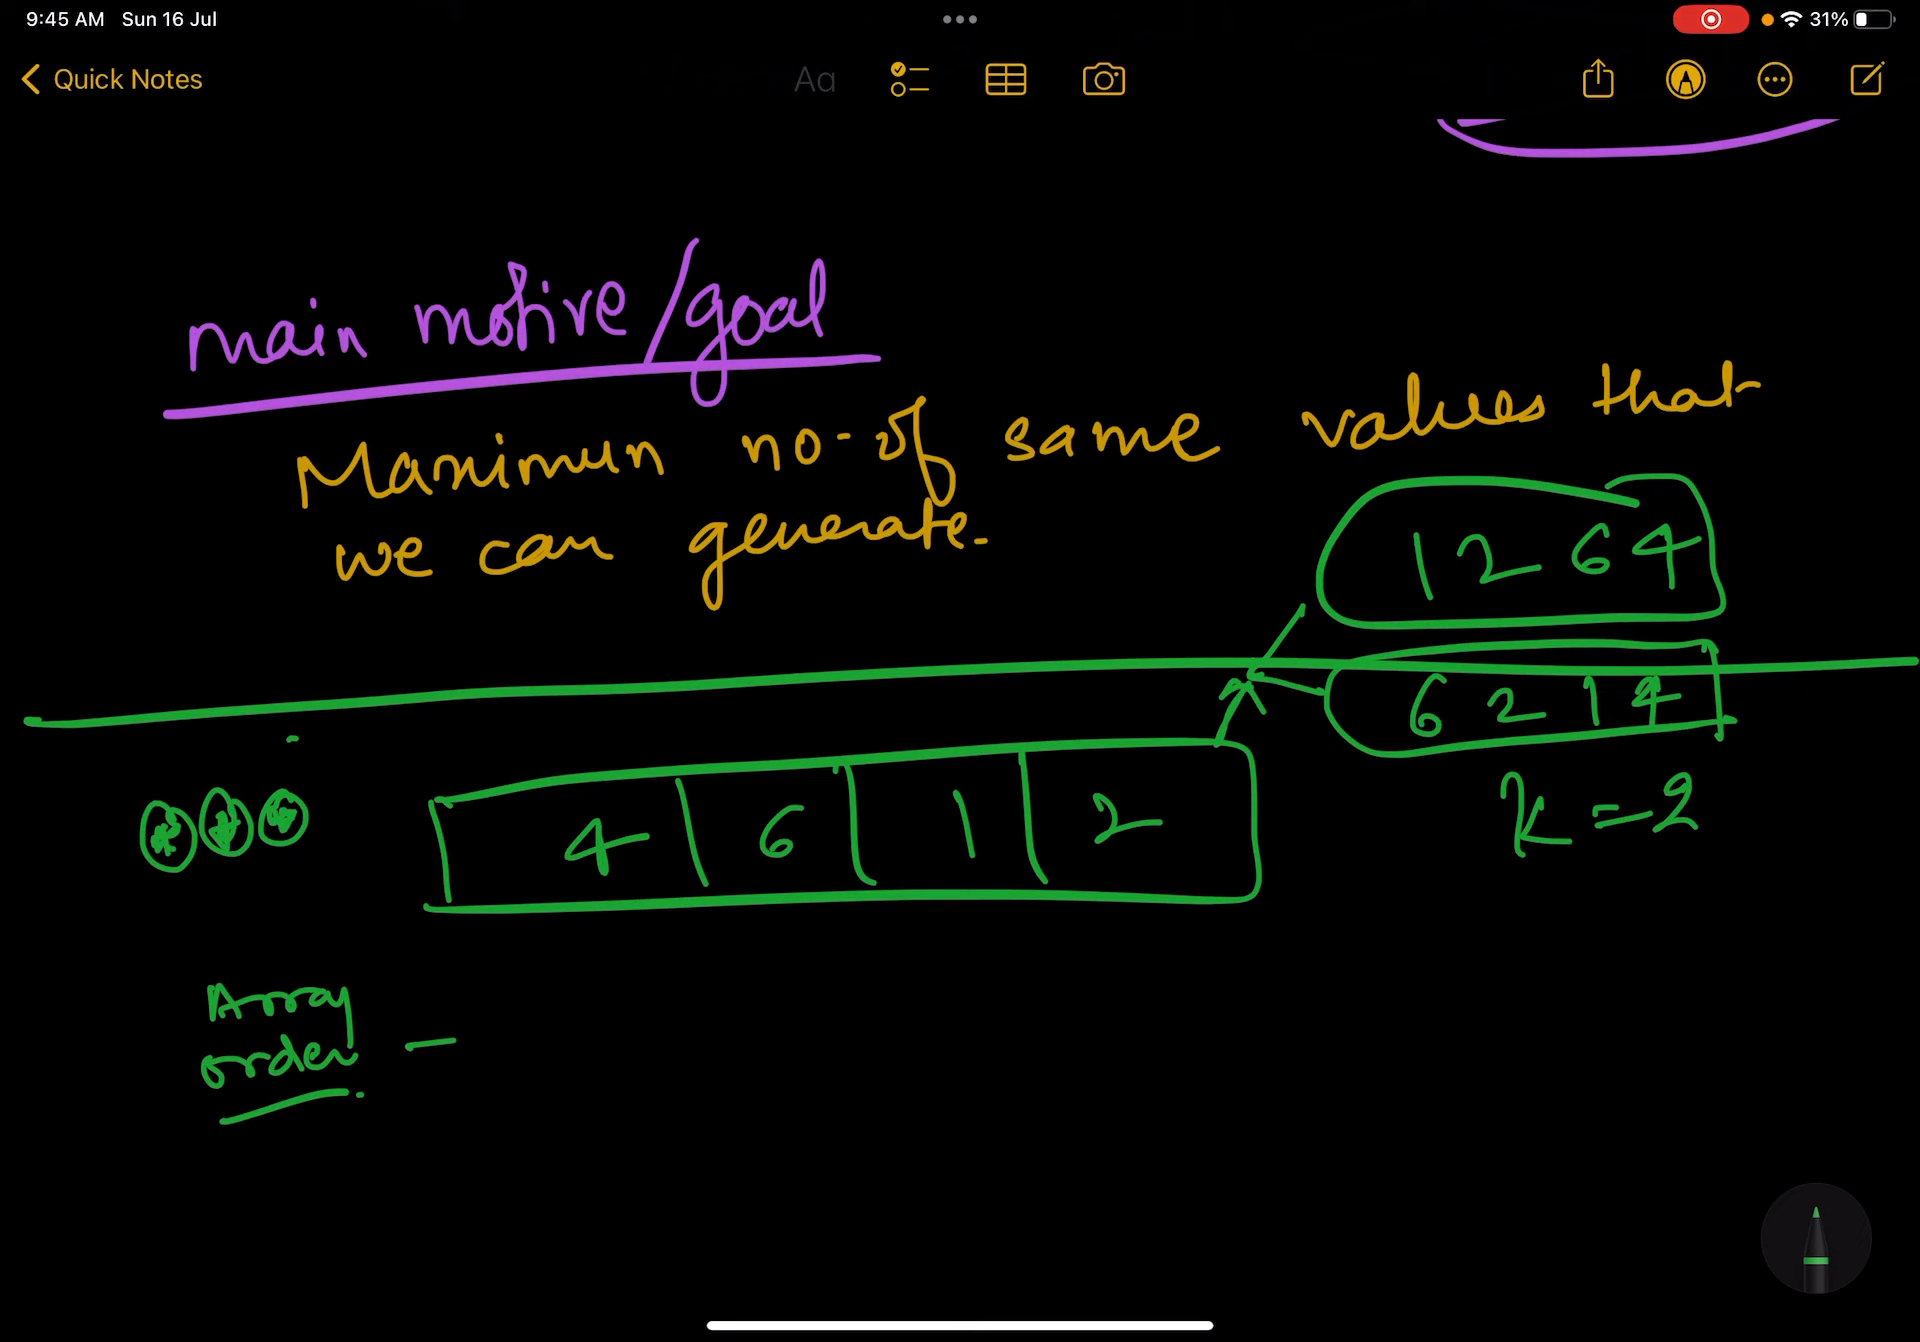 9:45 AM Sun 16 Jul
31%
Quick Notes
Aa
main motive/goal
Maximum no. of same values that
we can generate.
1 2 6 4
6 2 1 4
4 6 1 2
K = 2
Array
order -